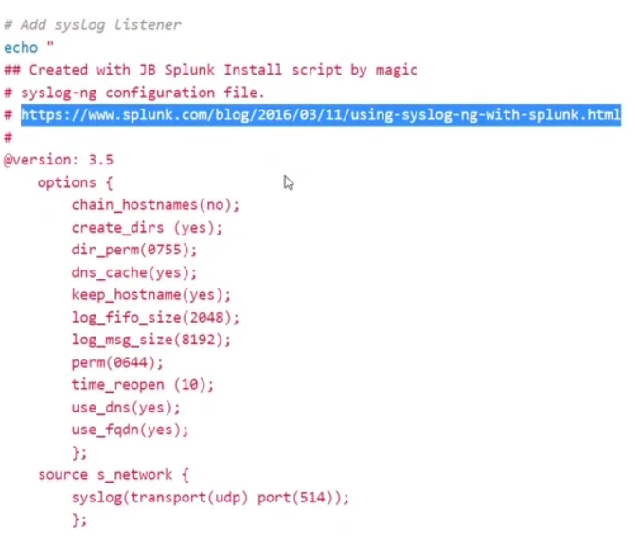 # Add syslog listener
echo "
## Created with JB Splunk Install script by magic
# syslog-ng configuration file.
# https://www.splunk.com/blog/2016/03/11/using-syslog-ng-with-splunk.html
#
@version: 3.5
    options {
        chain_hostnames(no);
        create_dirs (yes);
        dir_perm(0755);
        dns_cache(yes);
        keep_hostname(yes);
        log_fifo_size(2048);
        log_msg_size(8192);
        perm(0644);
        time_reopen (10);
        use_dns(yes);
        use_fqdn(yes);
        };
    source s_network {
        syslog(transport(udp) port(514));
        };